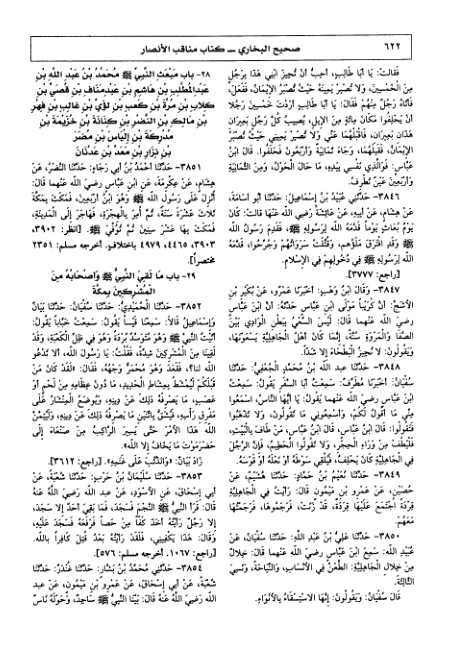 ٦٢٢
صحيح البخاري ــ كتاب مناقب الأنصار
فَقَالَتْ: يَا أَبَا طَالِبٍ، أُحِبُّ أَنْ تُجِيزَ ابْنِي هَذَا بِرَجُلٍ
مِنَ الْخَمْسِينَ، وَلَا تُصْبَرْ يَمِينُهُ حَيْثُ تُصْبَرُ الْأَيْمَانُ، فَفَعَلَ،
فَأَتَاهُ رَجُلٌ مِنْهُمْ فَقَالَ: يَا أَبَا طَالِبٍ أَرَدْتَ خَمْسِينَ رَجُلًا
أَنْ يَحْلِفُوا مَكَانَ مِائَةٍ مِنَ الْإِبِلِ، يُصِيبُ كُلَّ رَجُلٍ بَعِيرَانِ
هَذَانِ بَعِيرَانِ، فَاقْبَلْهُمَا عَنِّي وَلَا تُصْبَرْ يَمِينِي حَيْثُ تُصْبَرُ
الْأَيْمَانُ، فَقَبِلَهُمَا، وَجَاءَ ثَمَانِيَةٌ وَأَرْبَعُونَ فَحَلَفُوا. قَالَ ابْنُ
عَبَّاسٍ: فَوَالَّذِي نَفْسِي بِيَدِهِ، مَا حَالَ الْحَوْلُ، وَمِنَ الثَّمَانِيَةِ
وَأَرْبَعِينَ عَيْنٌ تَطْرِفُ.
٣٨٤٦- حَدَّثَنِي عُبَيْدُ بْنُ إِسْمَاعِيلَ: حَدَّثَنَا أَبُو أُسَامَةَ،
عَنْ هِشَامٍ، عَنْ أَبِيهِ، عَنْ عَائِشَةَ رَضِيَ اللهُ عَنْهَا قَالَتْ: كَانَ
يَوْمُ بُعَاثٍ يَوْمًا قَدَّمَهُ اللهُ لِرَسُولِهِ ﷺ، فَقَدِمَ رَسُولُ اللهِ
ﷺ وَقَدِ افْتَرَقَ مَلَؤُهُمْ، وَقُتِلَتْ سَرَوَاتُهُمْ وَجُرِّحُوا، قَدَّمَهُ
اللهُ لِرَسُولِهِ ﷺ فِي دُخُولِهِمْ فِي الْإِسْلَامِ.
[راجع: ٣٧٧٧].
٣٨٤٧- وَقَالَ ابْنُ وَهْبٍ: أَخْبَرَنَا عَمْرٌو، عَنْ بُكَيْرِ بْنِ
الْأَشَجِّ: أَنَّ كُرَيْبًا مَوْلَى ابْنِ عَبَّاسٍ حَدَّثَهُ: أَنَّ ابْنَ عَبَّاسٍ
رضي الله عنهما قَالَ: لَيْسَ السَّعْيُ بِبَطْنِ الْوَادِي بَيْنَ
الصَّفَا وَالْمَرْوَةِ سُنَّةً، إِنَّمَا كَانَ أَهْلُ الْجَاهِلِيَّةِ يَسْعَوْنَهَا،
وَيَقُولُونَ: لَا نُجِيزُ الْبَطْحَاءَ إِلَّا شَدًّا.
٣٨٤٨- حَدَّثَنَا عَبْدُ اللهِ بْنُ مُحَمَّدٍ الْجُعْفِيُّ: حَدَّثَنَا
سُفْيَانُ: أَخْبَرَنَا مُطَرِّفٌ: سَمِعْتُ أَبَا السَّفَرِ يَقُولُ: سَمِعْتُ
ابْنَ عَبَّاسٍ رضي الله عنهما يَقُولُ: يَا أَيُّهَا النَّاسُ، اسْمَعُوا
مِنِّي مَا أَقُولُ لَكُمْ، وَأَسْمِعُونِي مَا تَقُولُونَ، وَلَا تَذْهَبُوا
فَتَقُولُوا: قَالَ ابْنُ عَبَّاسٍ، قَالَ ابْنُ عَبَّاسٍ، مَنْ طَافَ بِالْبَيْتِ،
فَلْيَطُفْ مِنْ وَرَاءِ الْحِجْرِ، وَلَا تَقُولُوا الْحَطِيمُ، فَإِنَّ الرَّجُلَ
فِي الْجَاهِلِيَّةِ كَانَ يَحْلِفُ، فَيُلْقِي سَوْطَهُ أَوْ نَعْلَهُ أَوْ قَوْسَهُ.
٣٨٤٩- حَدَّثَنَا نُعَيْمُ بْنُ حَمَّادٍ: حَدَّثَنَا هُشَيْمٌ، عَنْ
حُصَيْنٍ، عَنْ عَمْرِو بْنِ مَيْمُونٍ قَالَ: رَأَيْتُ فِي الْجَاهِلِيَّةِ
قِرْدَةً اجْتَمَعَ عَلَيْهَا قِرَدَةٌ، قَدْ زَنَتْ، فَرَجَمُوهَا، فَرَجَمْتُهَا
مَعَهُمْ.
٣٨٥٠- حَدَّثَنَا عَلِيُّ بْنُ عَبْدِ اللهِ: حَدَّثَنَا سُفْيَانُ، عَنْ
عُبَيْدِ اللهِ: سَمِعَ ابْنَ عَبَّاسٍ رضي الله عنهما قَالَ: خِلَالٌ
مِنْ خِلَالِ الْجَاهِلِيَّةِ: الطَّعْنُ فِي الْأَنْسَابِ، وَالنِّيَاحَةُ، وَنَسِيَ
الثَّالِثَةَ.
قَالَ سُفْيَانُ: وَيَقُولُونَ: إِنَّهَا الِاسْتِسْقَاءُ بِالْأَنْوَاءِ.
٢٨- باب مَبْعَثِ النَّبِيِّ ﷺ مُحَمَّدُ بْنُ عَبْدِ اللهِ بْنِ
عَبْدِ الْمُطَّلِبِ بْنِ هَاشِمِ بْنِ عَبْدِ مَنَافِ بْنِ قُصَيِّ بْنِ
كِلَابِ بْنِ مُرَّةَ بْنِ كَعْبِ بْنِ لُؤَيِّ بْنِ غَالِبِ بْنِ فِهْرِ
بْنِ مَالِكِ بْنِ النَّضْرِ بْنِ كِنَانَةَ بْنِ خُزَيْمَةَ بْنِ
مُدْرِكَةَ بْنِ إِلْيَاسَ بْنِ مُضَرَ
بْنِ نِزَارِ بْنِ مَعَدِّ بْنِ عَدْنَانَ
٣٨٥١- حَدَّثَنَا أَحْمَدُ بْنُ أَبِي رَجَاءٍ: حَدَّثَنَا النَّضْرُ، عَنْ
هِشَامٍ، عَنْ عِكْرِمَةَ، عَنِ ابْنِ عَبَّاسٍ رضي الله عنهما قَالَ:
أُنْزِلَ عَلَى رَسُولِ اللهِ ﷺ وَهُوَ ابْنُ أَرْبَعِينَ، فَمَكَثَ بِمَكَّةَ
ثَلَاثَ عَشْرَةَ سَنَةً، ثُمَّ أُمِرَ بِالْهِجْرَةِ، فَهَاجَرَ إِلَى الْمَدِينَةِ،
فَمَكَثَ بِهَا عَشْرَ سِنِينَ ثُمَّ تُوُفِّيَ ﷺ. [انظر: ٣٩٠٢،
٣٩٠٣، ٤٤٦٥، ٤٩٧٩ باختلاف. أخرجه مسلم: ٢٣٥١
مختصراً].
٢٩- باب مَا لَقِيَ النَّبِيُّ ﷺ وَأَصْحَابُهُ مِنَ
الْمُشْرِكِينَ بِمَكَّةَ
٣٨٥٢- حَدَّثَنَا الْحُمَيْدِيُّ: حَدَّثَنَا سُفْيَانُ: حَدَّثَنَا بَيَانٌ
وَإِسْمَاعِيلُ قَالَا: سَمِعْنَا قَيْسًا يَقُولُ: سَمِعْتُ خَبَّابًا يَقُولُ:
أَتَيْتُ النَّبِيَّ ﷺ وَهُوَ مُتَوَسِّدٌ بُرْدَةً وَهُوَ فِي ظِلِّ الْكَعْبَةِ، وَقَدْ
لَقِينَا مِنَ الْمُشْرِكِينَ شِدَّةً، فَقُلْتُ: يَا رَسُولَ اللهِ، أَلَا تَدْعُو
اللهَ لَنَا؟، فَقَعَدَ وَهُوَ مُحْمَرٌّ وَجْهُهُ، فَقَالَ: «لَقَدْ كَانَ مَنْ
قَبْلَكُمْ لَيُمْشَطُ بِمِشَاطِ الْحَدِيدِ، مَا دُونَ عِظَامِهِ مِنْ لَحْمٍ أَوْ
عَصَبٍ، مَا يَصْرِفُهُ ذَلِكَ عَنْ دِينِهِ، وَيُوضَعُ الْمِنْشَارُ عَلَى
مَفْرِقِ رَأْسِهِ، فَيُشَقُّ بِاثْنَيْنِ مَا يَصْرِفُهُ ذَلِكَ عَنْ دِينِهِ، وَلَيُتِمَّنَّ
اللهُ هَذَا الْأَمْرَ حَتَّى يَسِيرَ الرَّاكِبُ مِنْ صَنْعَاءَ إِلَى
حَضْرَمَوْتَ مَا يَخَافُ إِلَّا اللهَ».
زَادَ بَيَانٌ: «وَالذِّئْبَ عَلَى غَنَمِهِ». [راجع: ٣٦١٢].
٣٨٥٣- حَدَّثَنَا سُلَيْمَانُ بْنُ حَرْبٍ: حَدَّثَنَا شُعْبَةُ، عَنْ
أَبِي إِسْحَاقَ، عَنِ الْأَسْوَدِ، عَنْ عَبْدِ اللهِ رَضِيَ اللهُ عَنْهُ
قَالَ: قَرَأَ النَّبِيُّ ﷺ النَّجْمَ فَسَجَدَ، فَمَا بَقِيَ أَحَدٌ إِلَّا سَجَدَ،
إِلَّا رَجُلٌ رَأَيْتُهُ أَخَذَ كَفًّا مِنْ حَصًا فَرَفَعَهُ فَسَجَدَ عَلَيْهِ،
وَقَالَ: هَذَا يَكْفِينِي، فَلَقَدْ رَأَيْتُهُ بَعْدُ قُتِلَ كَافِرًا بِاللهِ.
[راجع: ١٠٦٧. أخرجه مسلم: ٥٧٦].
٣٨٥٤- حَدَّثَنِي مُحَمَّدُ بْنُ بَشَّارٍ: حَدَّثَنَا غُنْدَرٌ: حَدَّثَنَا
شُعْبَةُ، عَنْ أَبِي إِسْحَاقَ، عَنْ عَمْرِو بْنِ مَيْمُونٍ، عَنْ عبد
الله رَضِيَ اللهُ عَنْهُ قَالَ: بَيْنَا النَّبِيُّ ﷺ سَاجِدٌ، وَحَوْلَهُ نَاسٌ